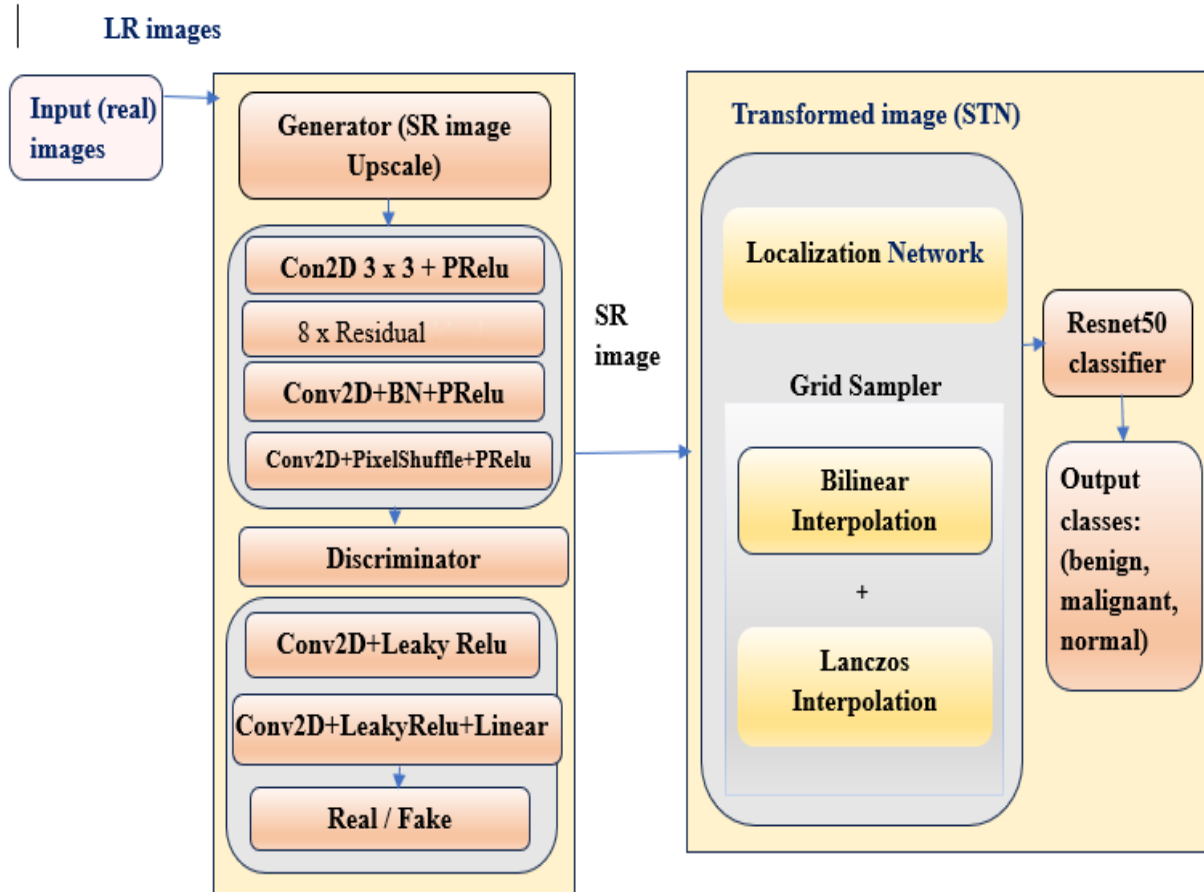 LR images
Input (real)
images
Generator (SR image
Upscale)
Con2D 3 x 3 + PRelu
8 x Residual
Conv2D+BN+PRelu
Conv2D+PixelShuffle+PRelu
Discriminator
Conv2D+Leaky Relu
Conv2D+LeakyRelu+Linear
Real / Fake
SR
image
Transformed image (STN)
Localization Network
Grid Sampler
Bilinear
Interpolation
+
Lanczos
Interpolation
Resnet50
classifier
Output
classes:
(benign,
malignant,
normal)